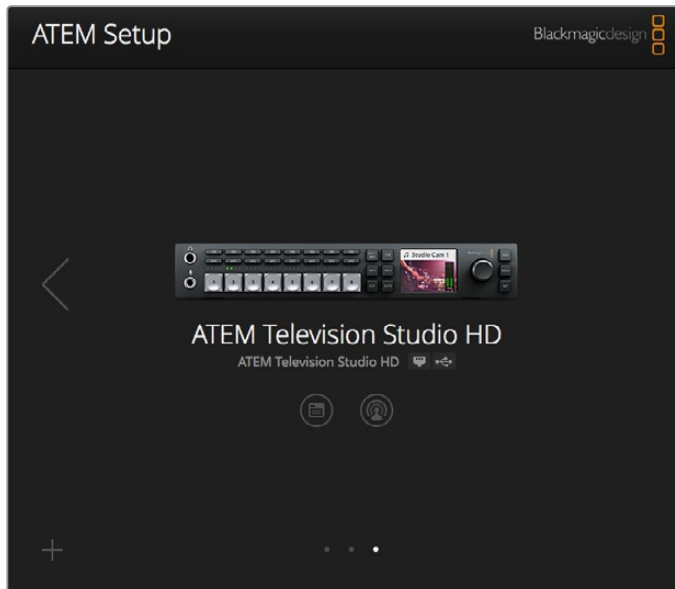 ATEM Setup
Blackmagicdesign
Studio Cam 1
ATEM Television Studio HD
ATEM Television Studio HD